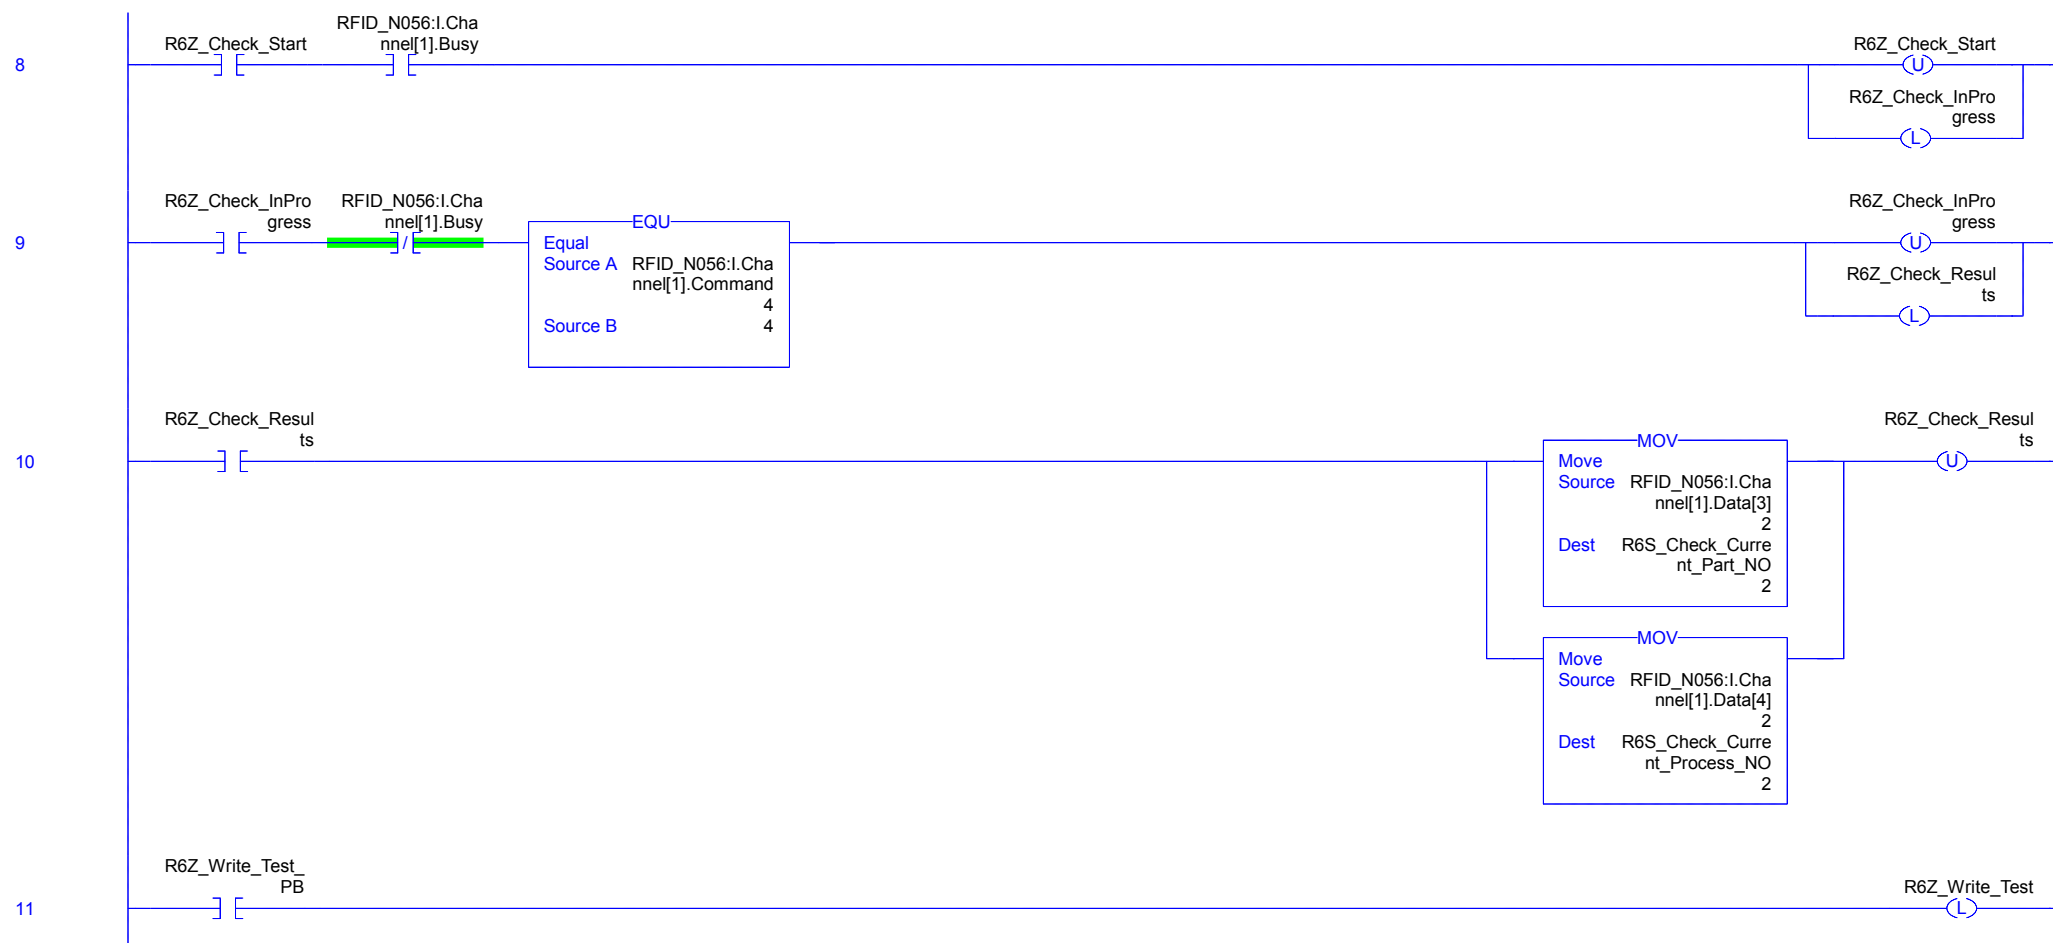 R6Z_Check_Start
RFID_N056:I.Cha
nnel[1].Busy
R6Z_Check_Start
8
U
R6Z_Check_InPro
gress
L
R6Z_Check_InPro
gress
RFID_N056:I.Cha
nnel[1].Busy
R6Z_Check_InPro
gress
9
/
EQU
Equal
Source A RFID_N056:I.Cha
nnel[1].Command
4
Source B 4
U
R6Z_Check_Resul
ts
L
R6Z_Check_Resul
ts
R6Z_Check_Resul
ts
10
MOV
Move
Source RFID_N056:I.Cha
nnel[1].Data[3]
2
Dest R6S_Check_Curre
nt_Part_NO
2
U
MOV
Move
Source RFID_N056:I.Cha
nnel[1].Data[4]
2
Dest R6S_Check_Curre
nt_Process_NO
2
R6Z_Write_Test_
PB
R6Z_Write_Test
11
L